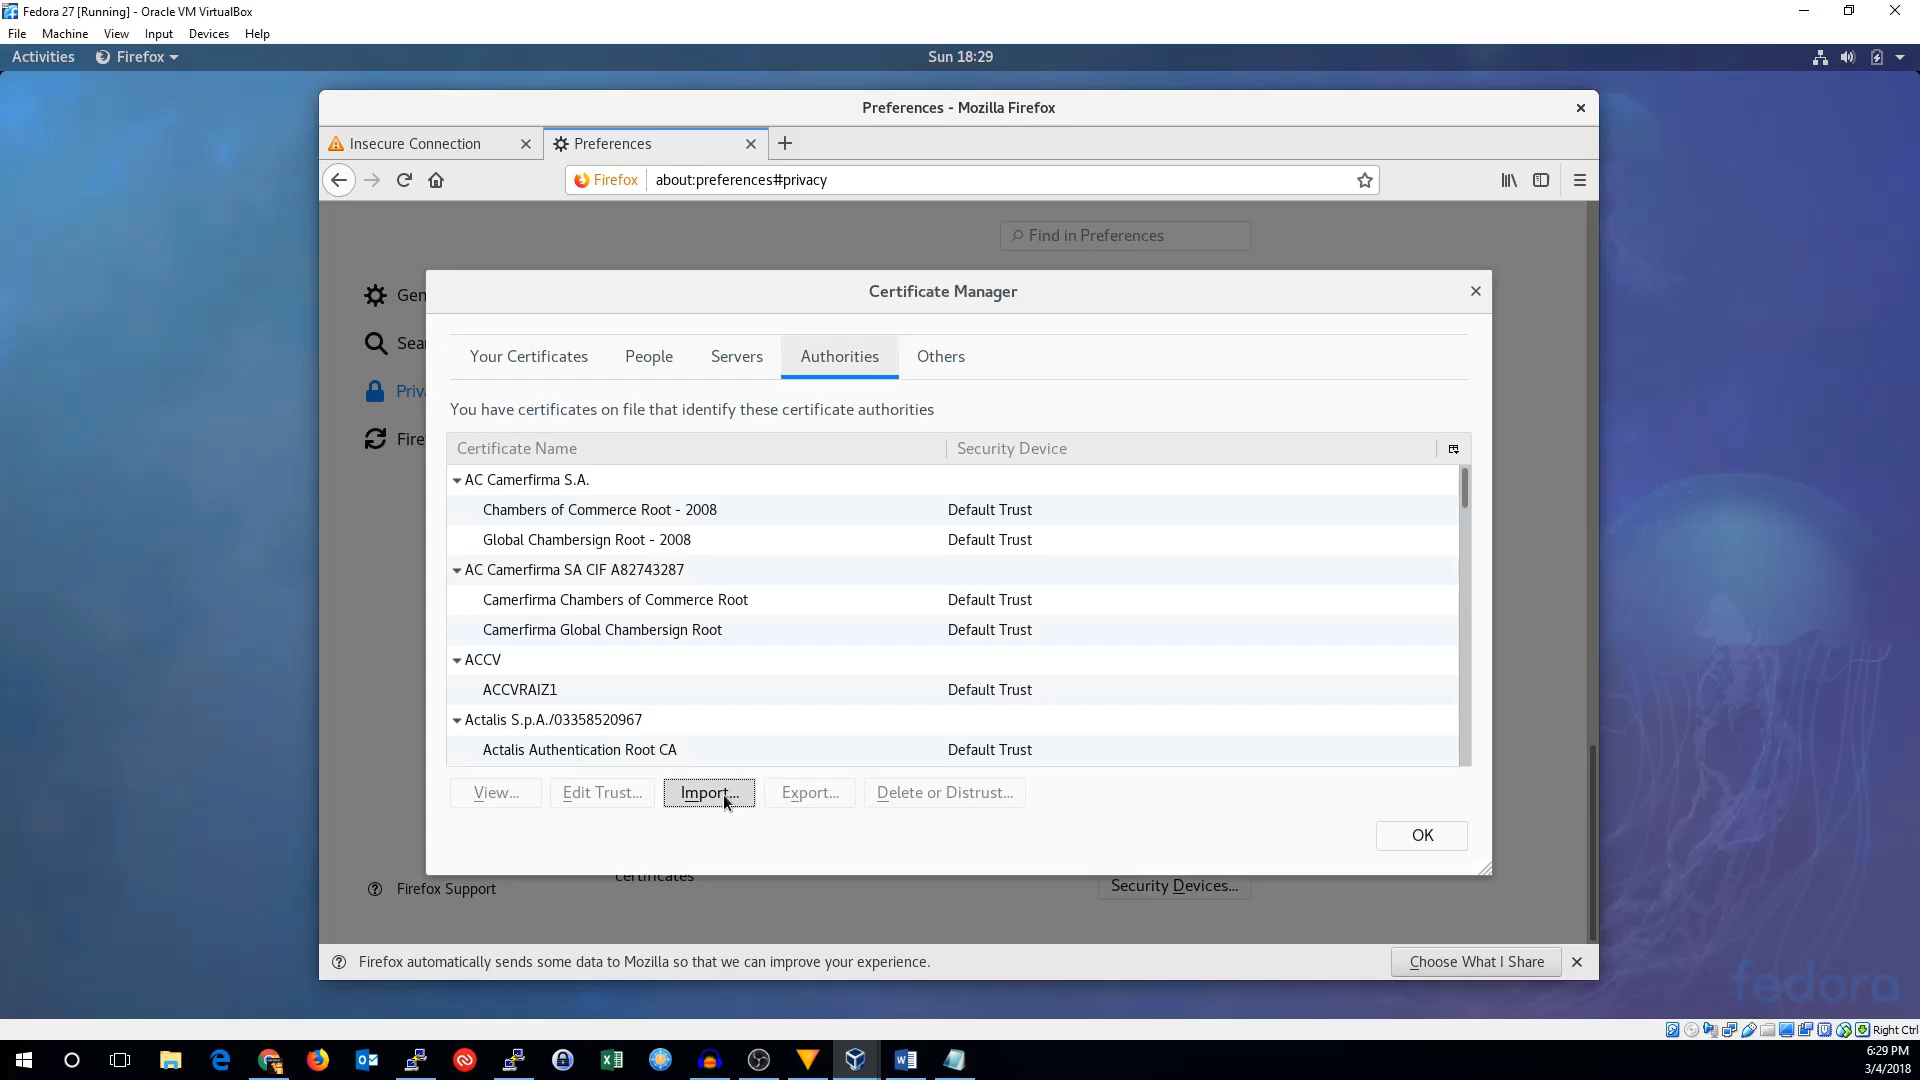 Fedora 27 [Running] - Oracle VM VirtualBox
File Machine View Input Devices Help
Activities Firefox Sun 18:29
Preferences - Mozilla Firefox
Insecure Connection Preferences
Firefox about:preferences#privacy
Find in Preferences
Gen
Sear
Priva
Fire
Certificate Manager
Your Certificates People Servers Authorities Others
You have certificates on file that identify these certificate authorities
Certificate Name Security Device
AC Camerfirma S.A.
Chambers of Commerce Root - 2008 Default Trust
Global Chambersign Root - 2008 Default Trust
AC Camerfirma SA CIF A82743287
Camerfirma Chambers of Commerce Root Default Trust
Camerfirma Global Chambersign Root Default Trust
ACCV
ACCVRAIZ1 Default Trust
Actalis S.p.A./03358520967
Actalis Authentication Root CA Default Trust
View... Edit Trust... Import... Export... Delete or Distrust...
OK
certificates
Security Devices...
Firefox Support
Firefox automatically sends some data to Mozilla so that we can improve your experience.
Choose What I Share
fedora
Right Ctrl
6:29 PM
3/4/2018